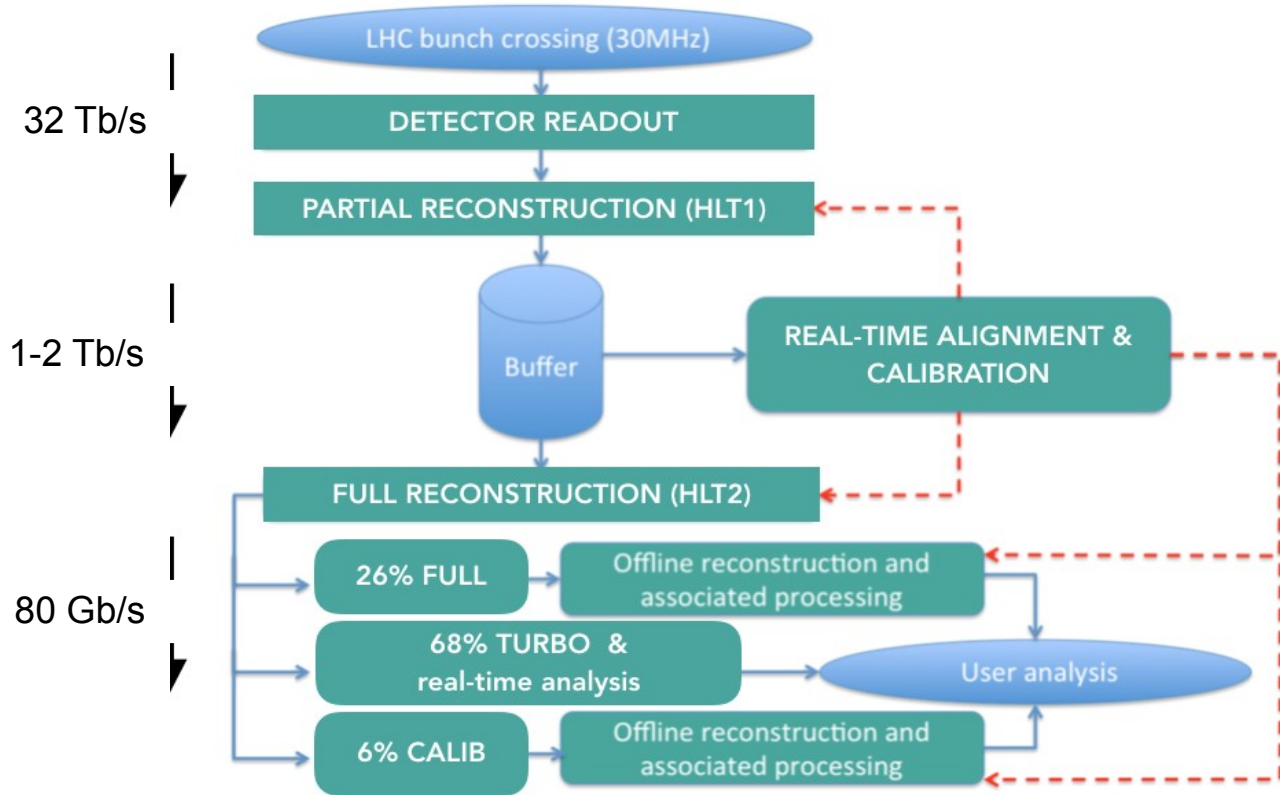 LHC bunch crossing (30MHz)
32 Tb/s
DETECTOR READOUT
PARTIAL RECONSTRUCTION (HLT1)
1-2 Tb/s
Buffer
REAL-TIME ALIGNMENT &
CALIBRATION
FULL RECONSTRUCTION (HLT2)
80 Gb/s
26% FULL
Offline reconstruction and
associated processing
68% TURBO &
real-time analysis
User analysis
6% CALIB
Offline reconstruction and
associated processing